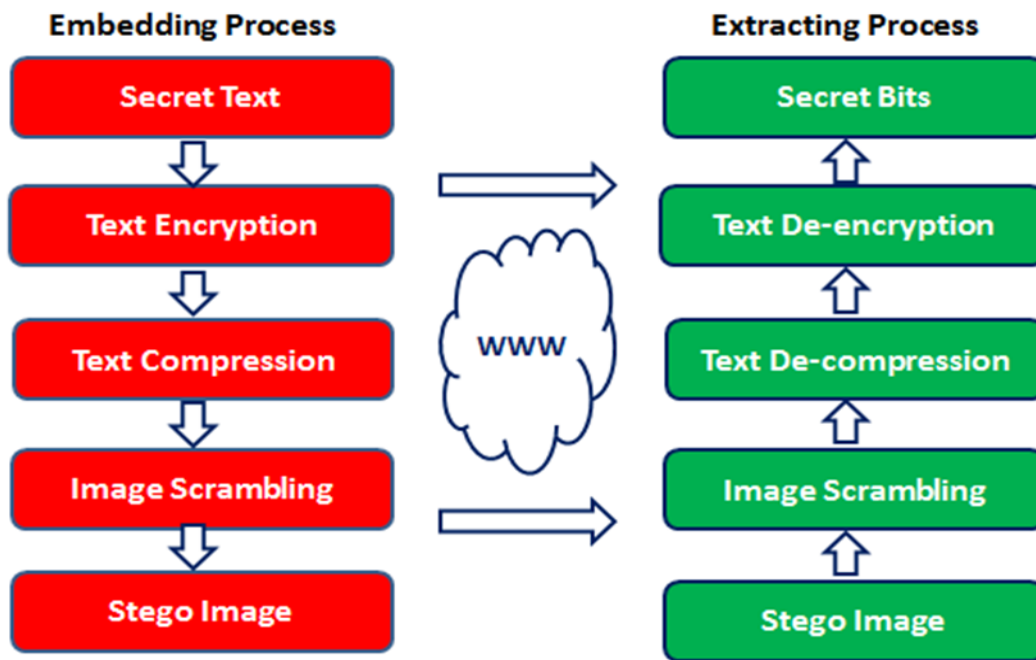 Embedding Process
Secret Text
Text Encryption
Text Compression
Image Scrambling
Stego Image
WWW
Extracting Process
Secret Bits
Text De-encryption
Text De-compression
Image Scrambling
Stego Image